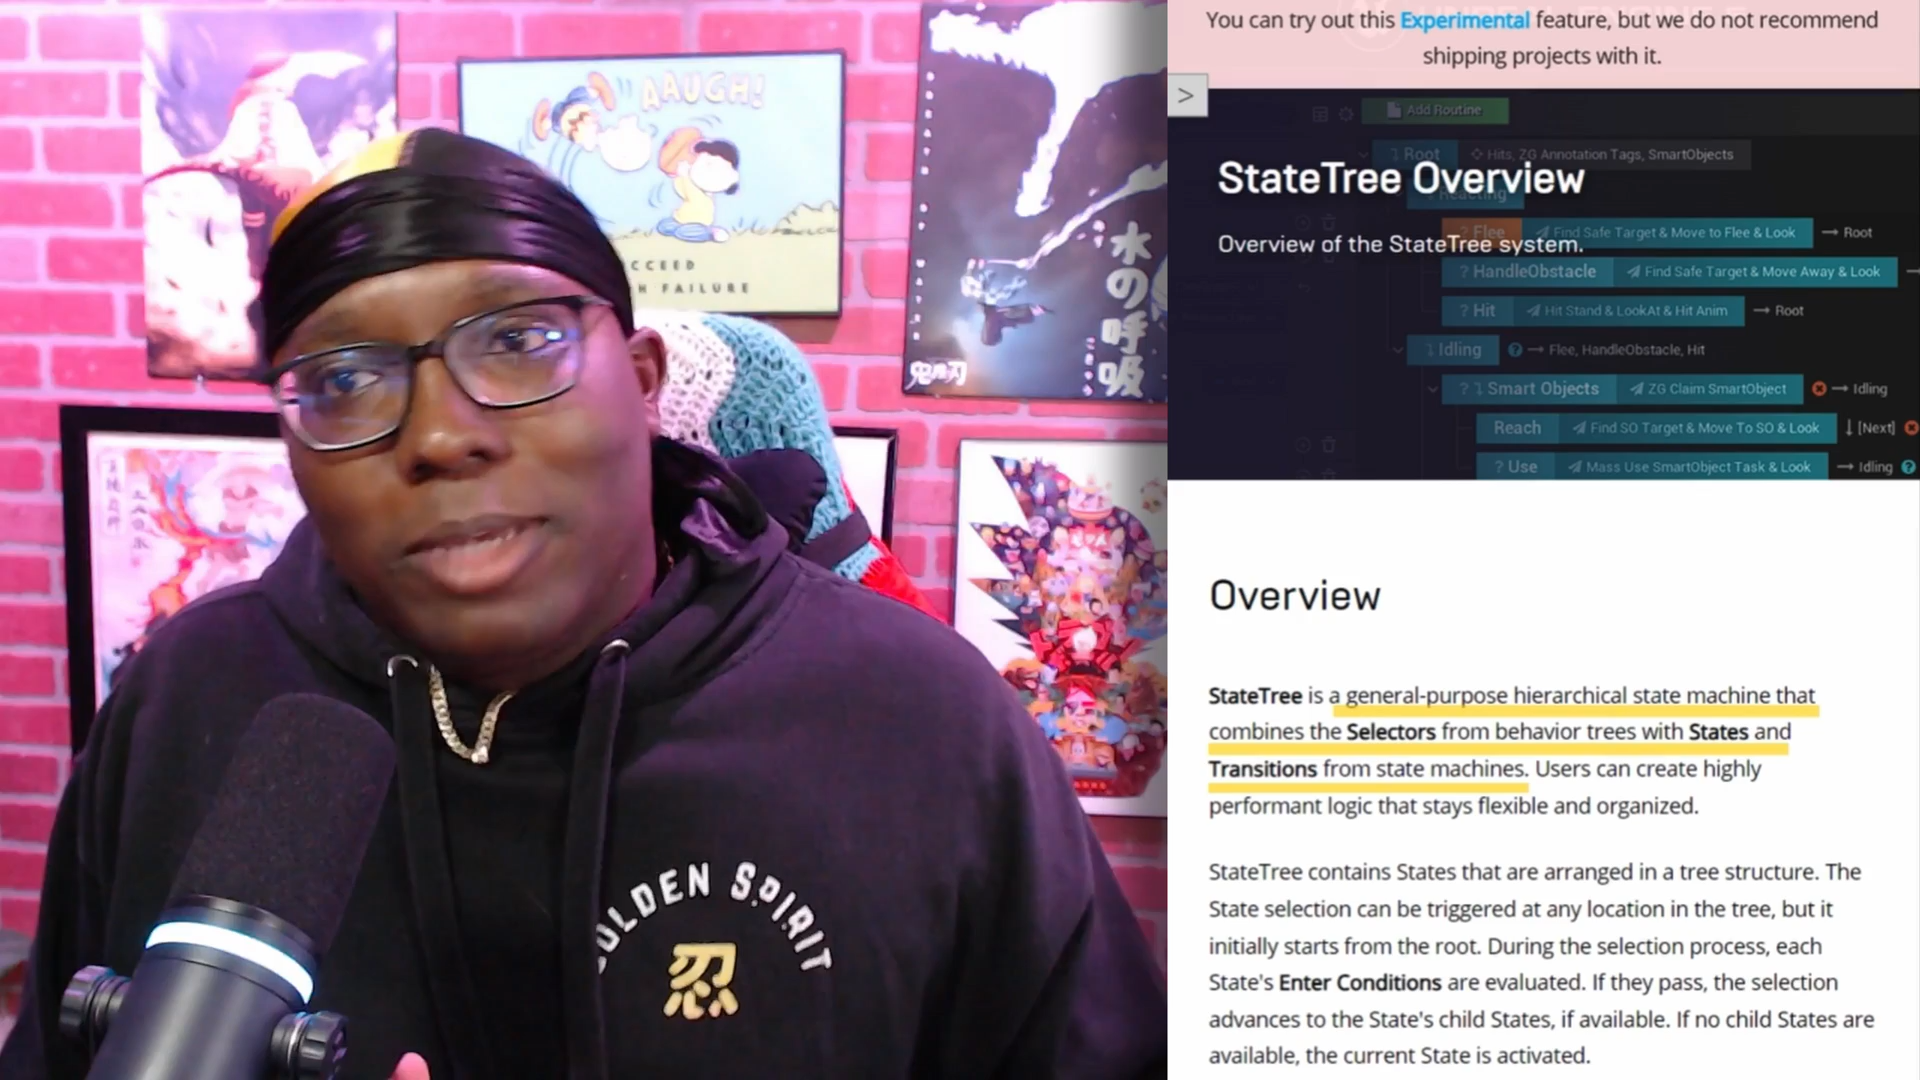 AAUGH!
CCEED
H FAILURE
水の呼吸
OLDEN SPIRIT
忍
You can try out this Experimental feature, but we do not recommend
shipping projects with it.
>
Add Routine
Root
Hits, ZG Annotation Tags, SmartObjects
StateTree Overview
Reacting
Overview of the StateTree system.
? Flee Find Safe Target & Move to Flee & Look → Root
? HandleObstacle Find Safe Target & Move Away & Look →
? Hit Hit Stand & LookAt & Hit Anim → Root
Idling ? → Flee, HandleObstacle, Hit
? Smart Objects ZG Claim SmartObject → Idling
Reach Find SO Target & Move To SO & Look ↓ [Next]
? Use Mass Use SmartObject Task & Look → Idling ?
Overview
StateTree is a general-purpose hierarchical state machine that
combines the Selectors from behavior trees with States and
Transitions from state machines. Users can create highly
performant logic that stays flexible and organized.
StateTree contains States that are arranged in a tree structure. The
State selection can be triggered at any location in the tree, but it
initially starts from the root. During the selection process, each
State's Enter Conditions are evaluated. If they pass, the selection
advances to the State's child States, if available. If no child States are
available, the current State is activated.